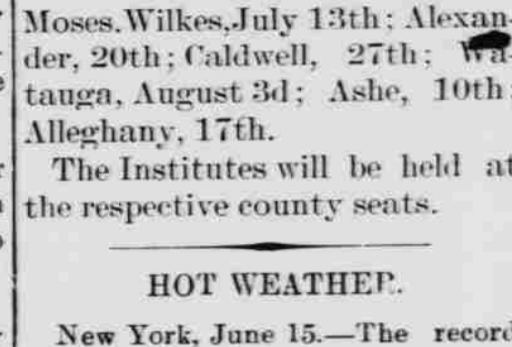 Moses. Wilkes, July 13th; Alexan-
der, 20th; Caldwell, 27th; Wa-
tauga, August 3d; Ashe, 10th;
Alleghany, 17th.
The Institutes will be held at
the respective county seats.
HOT WEATHER.
New York, June 15.—The record